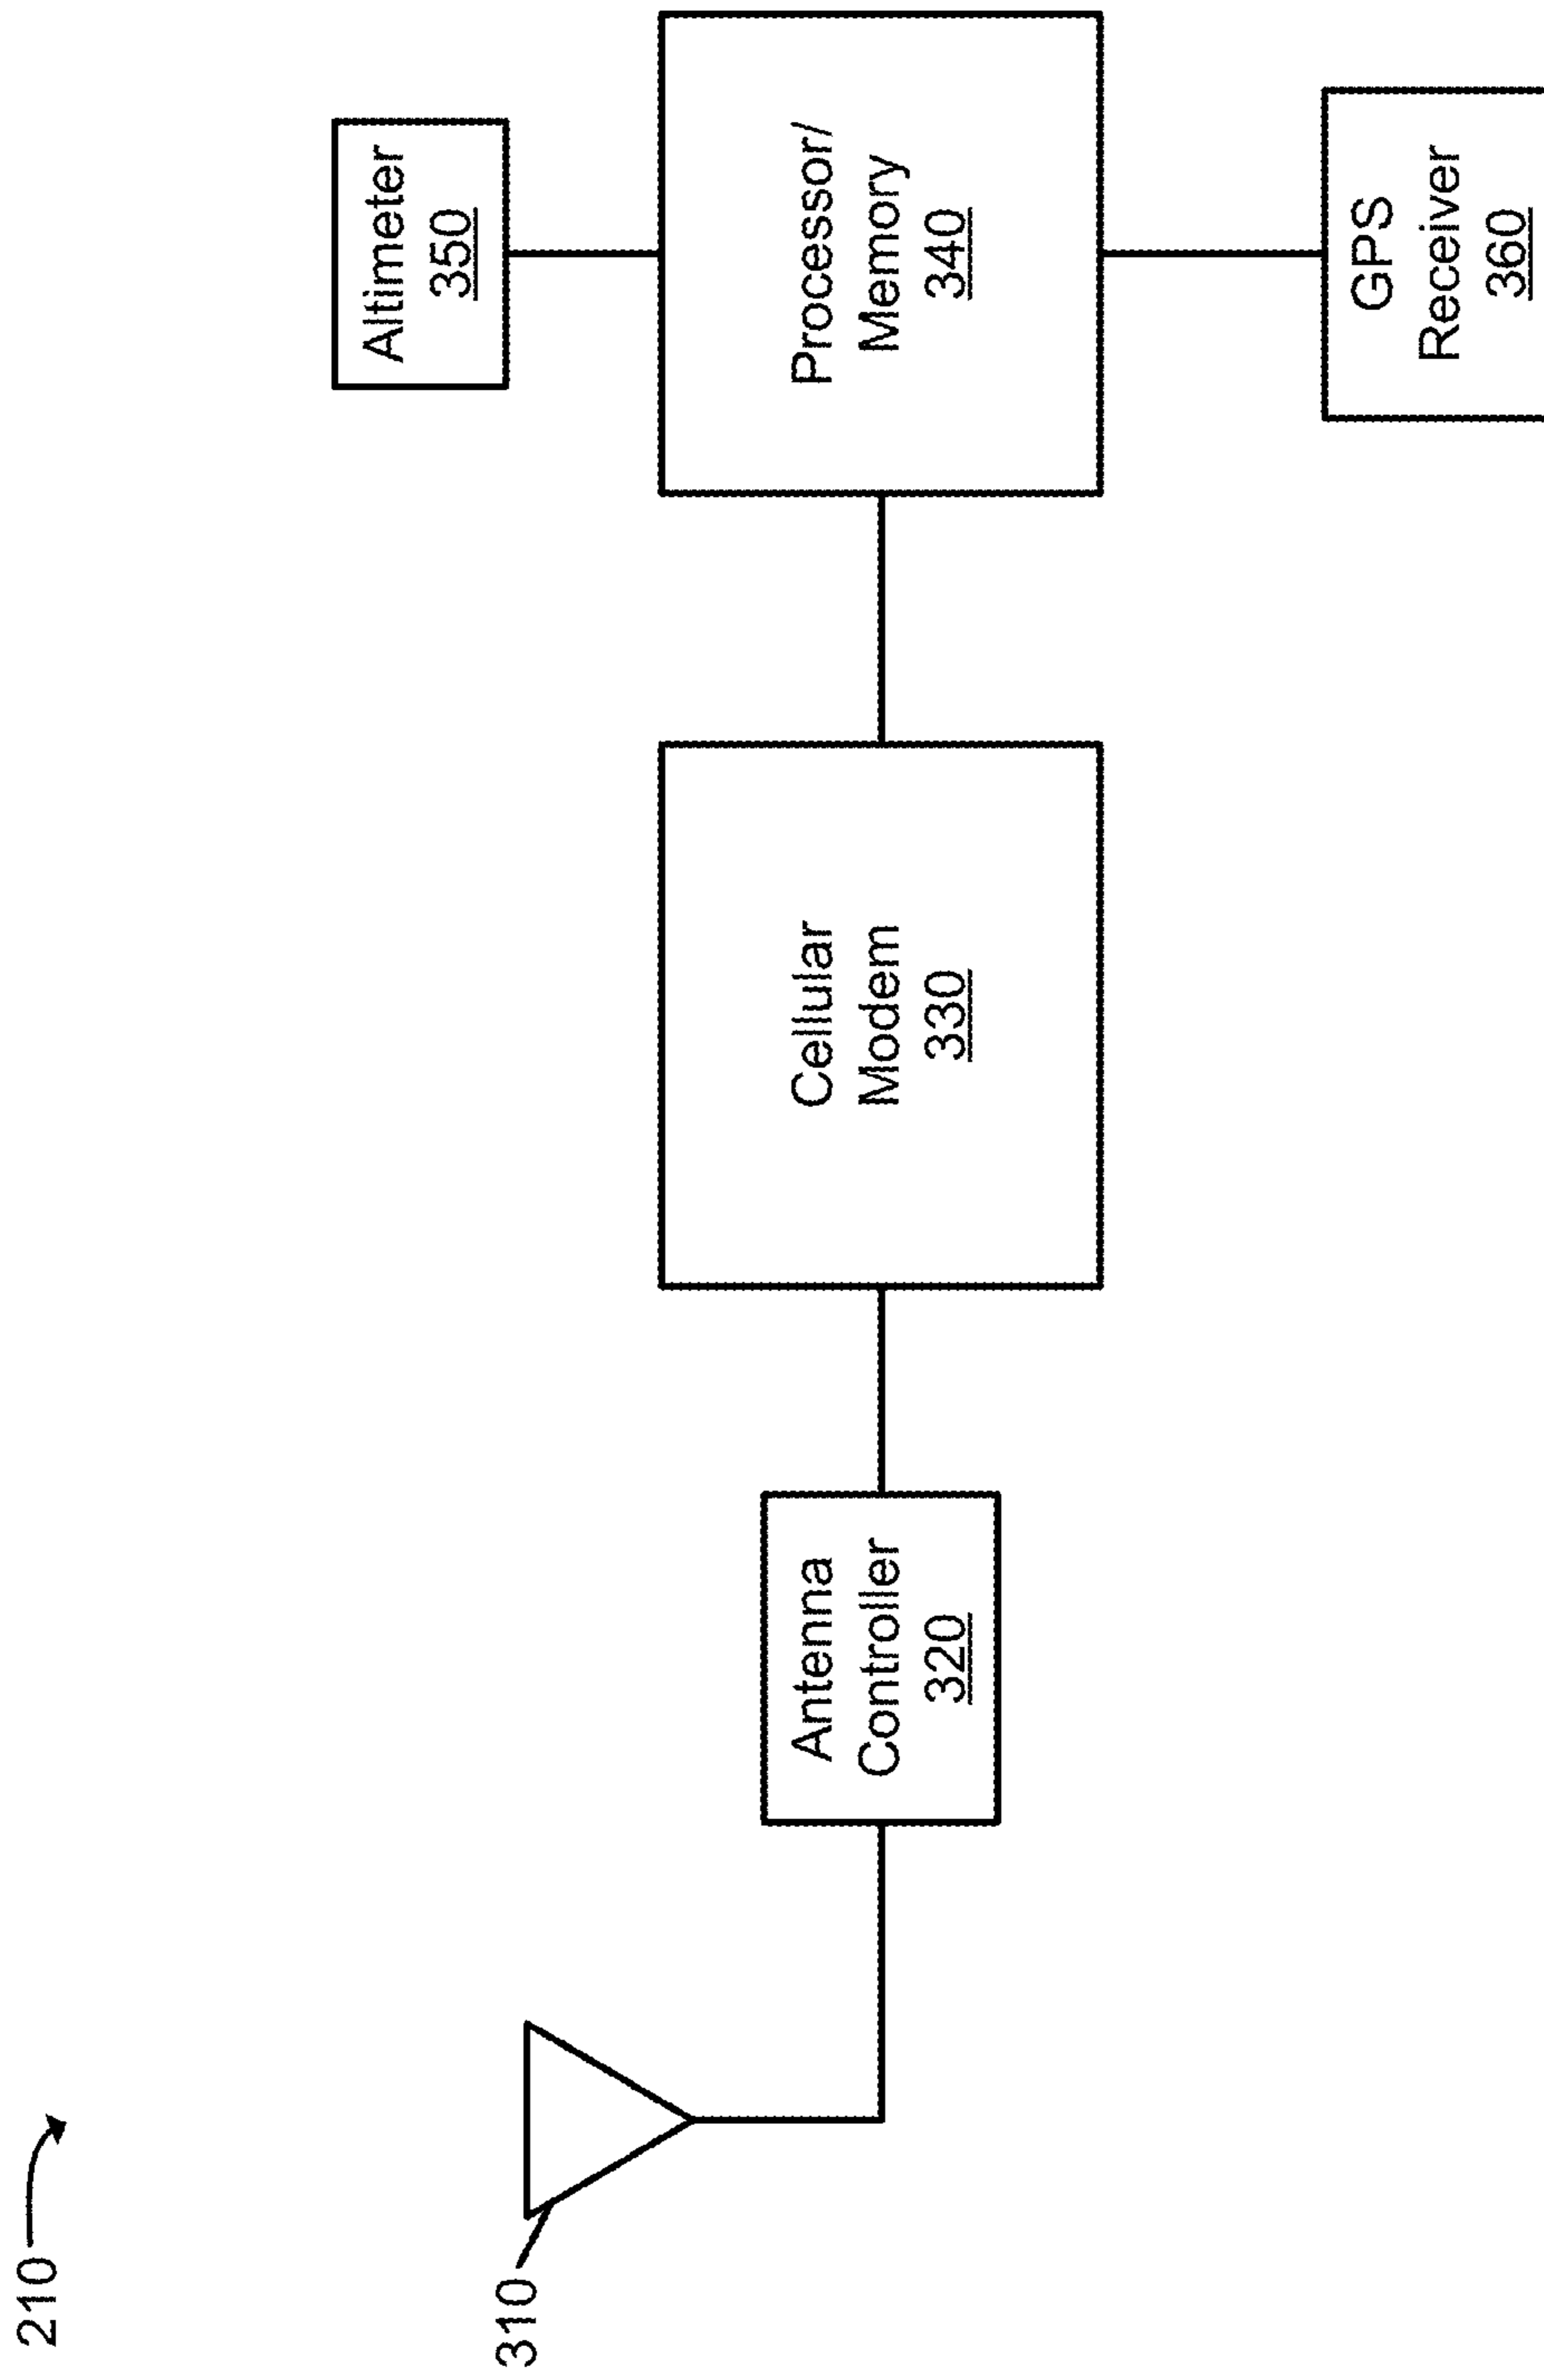 210
310
Antenna
Controller
320
Cellular
Modem
330
Altimeter
350
Processor/
Memory
340
GPS
Receiver
360